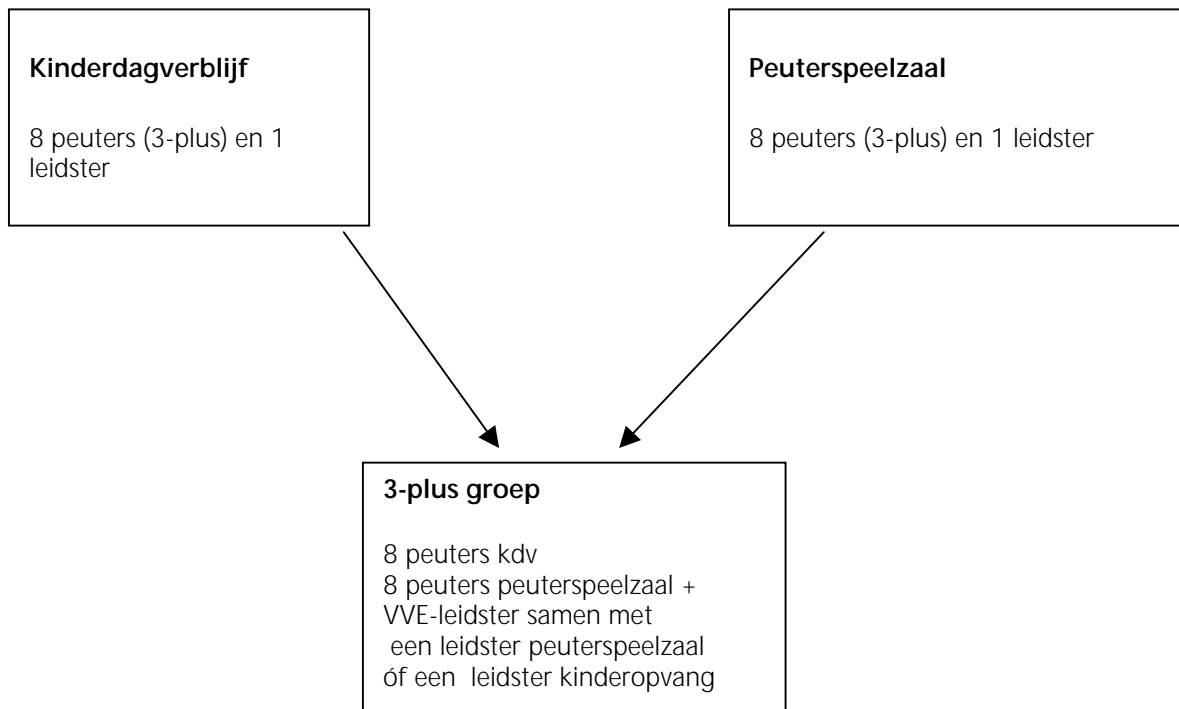 Kinderdagverblijf
8 peuters (3-plus) en 1
leidster
Peuterspeelzaal
8 peuters (3-plus) en 1 leidster
3-plus groep
8 peuters kdv
8 peuters peuterspeelzaal +
VVE-leidster samen met
een leidster peuterspeelzaal
óf een leidster kinderopvang